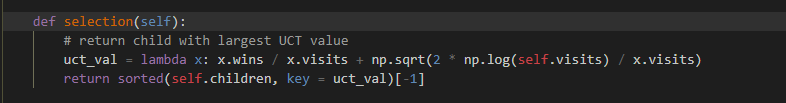 def selection(self):
# return child with largest UCT value
uct_val = lambda x: x.wins / x.visits + np.sqrt(2 * np.log(self.visits) / x.visits)
return sorted(self.children, key = uct_val)[-1]